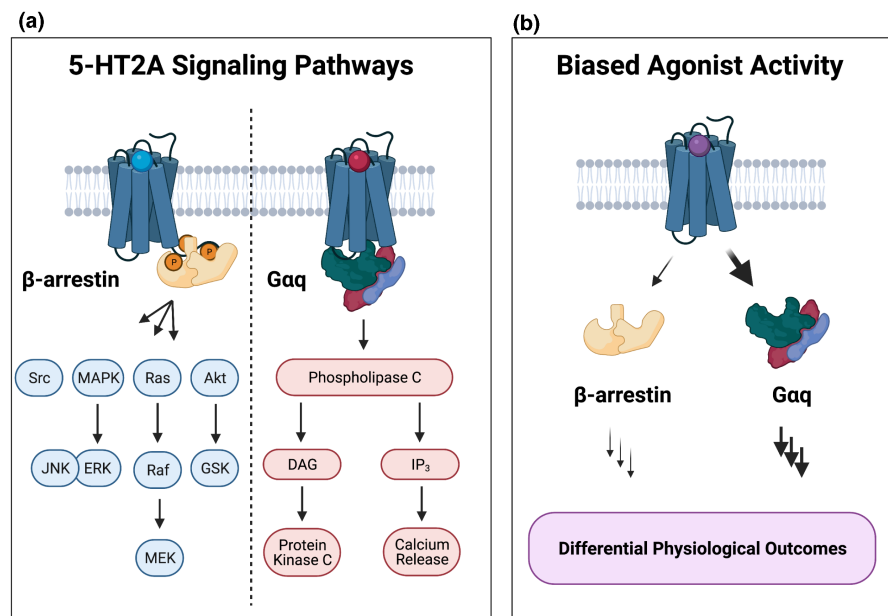 (a)
5-HT2A Signaling Pathways
P
P
β-arrestin
Gαq
Src
MAPK
Ras
Akt
Phospholipase C
JNK
ERK
Raf
GSK
DAG
IP₃
MEK
Protein
Kinase C
Calcium
Release
(b)
Biased Agonist Activity
β-arrestin
Gαq
Differential Physiological Outcomes